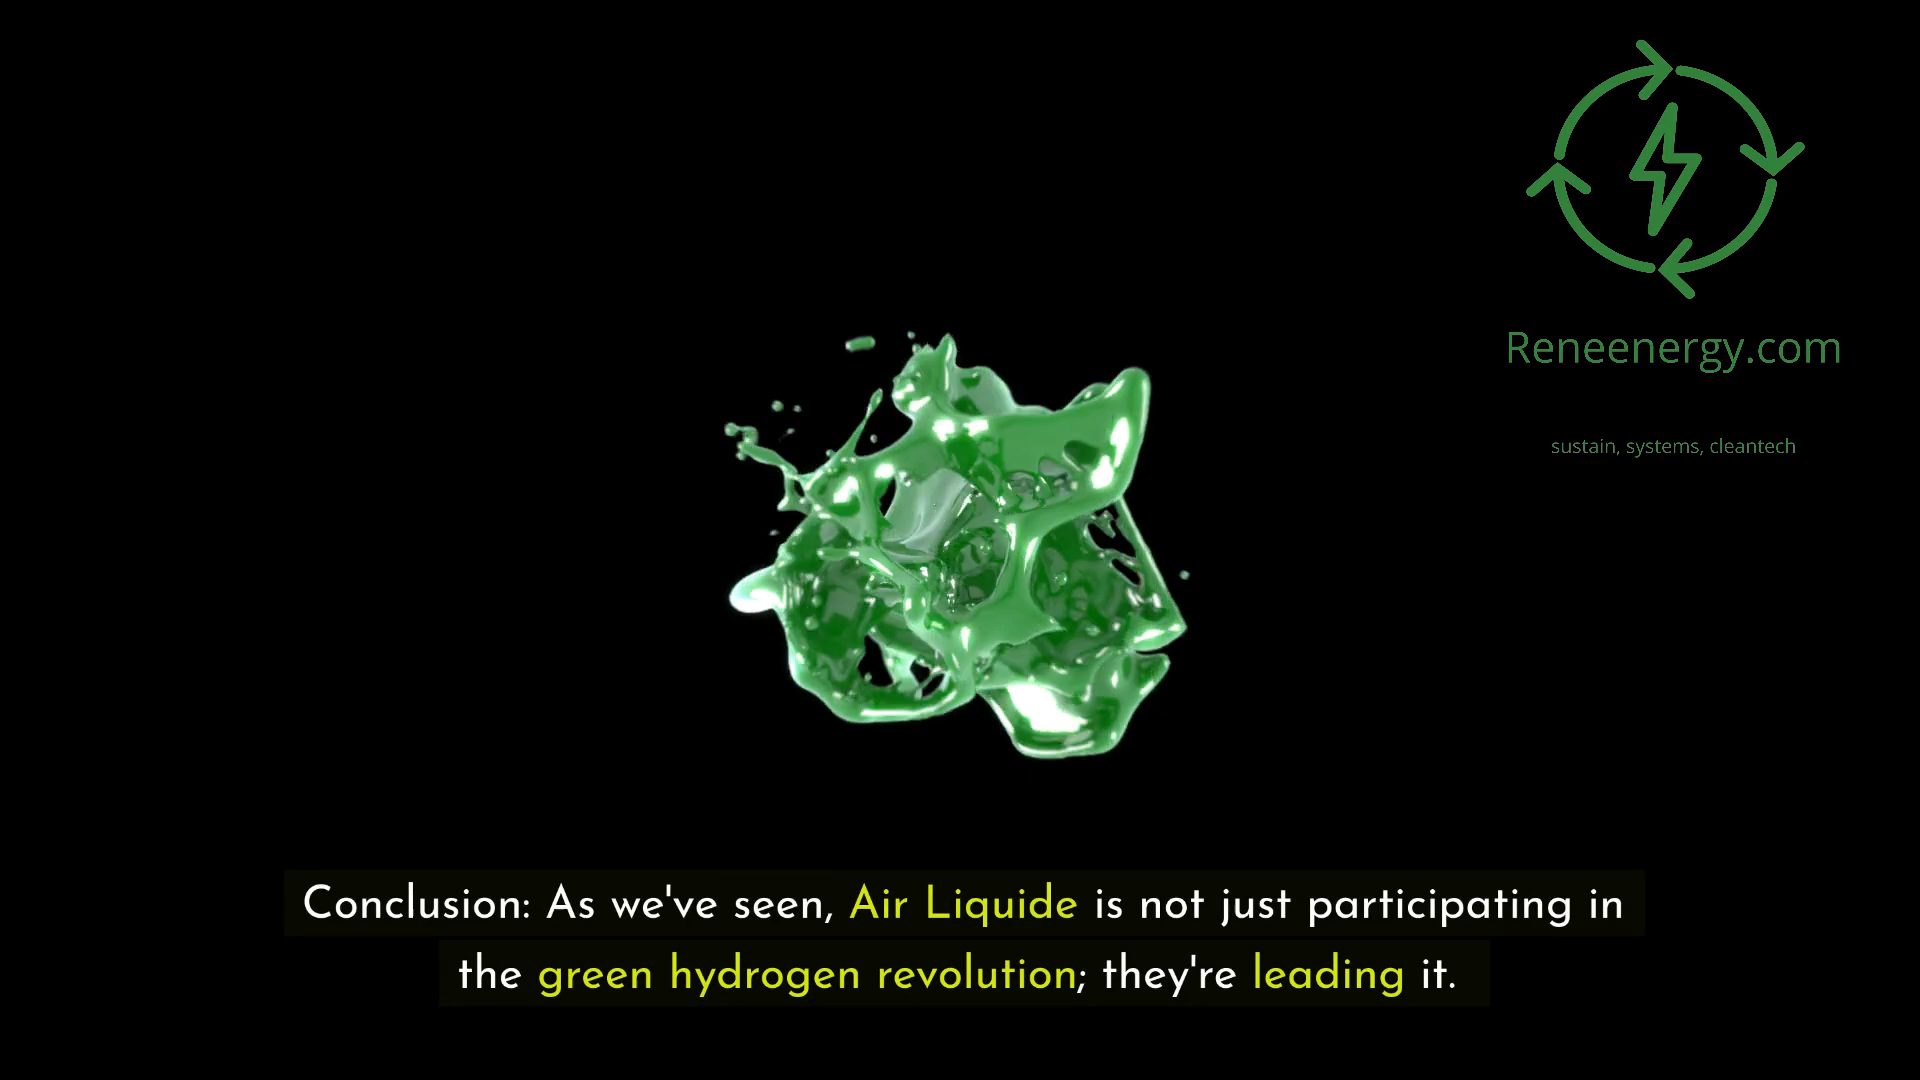 Reneenergy.com
sustain, systems, cleantech
Conclusion: As we've seen, Air Liquide is not just participating in
the green hydrogen revolution; they're leading it.